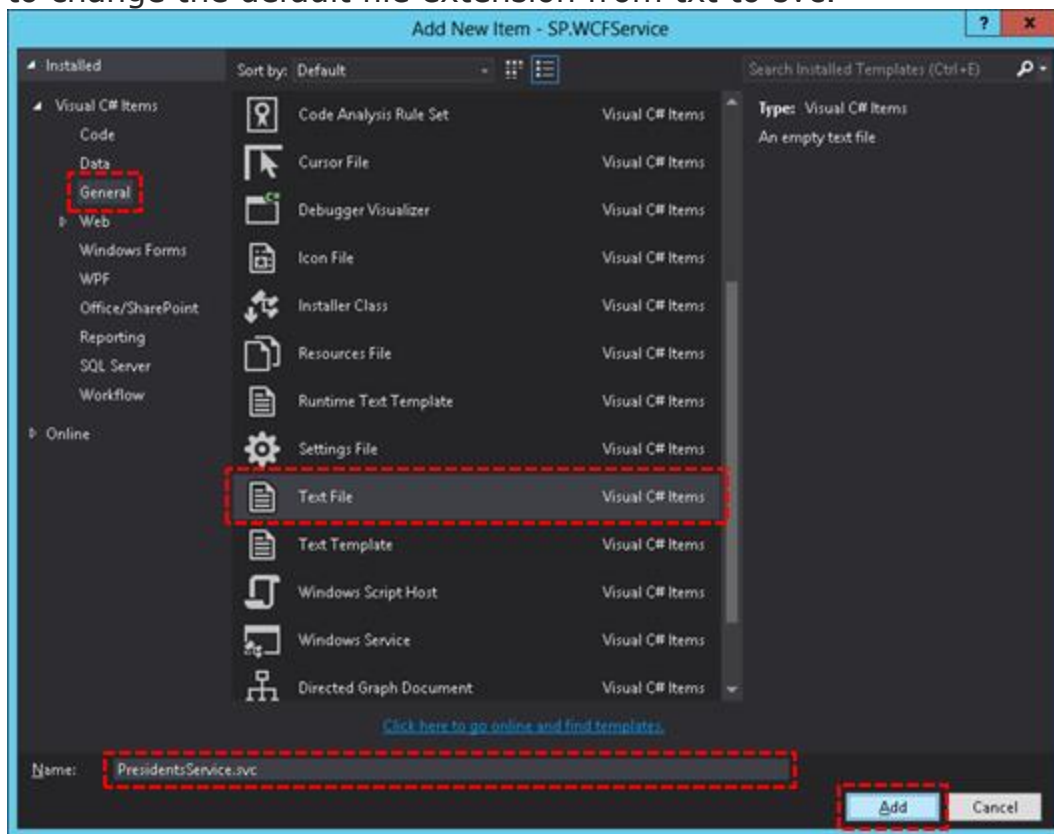 to change the default file extension from txt to svc.
Add New Item - SP.WCFService
? x
Installed
Sort by: Default
Search Installed Templates (Ctrl+E)
Visual C# Items
Code
Data
General
Web
Windows Forms
WPF
Office/SharePoint
Reporting
SQL Server
Workflow
Online
Code Analysis Rule Set Visual C# Items
Cursor File Visual C# Items
Debugger Visualizer Visual C# Items
Icon File Visual C# Items
Installer Class Visual C# Items
Resources File Visual C# Items
Runtime Text Template Visual C# Items
Settings File Visual C# Items
Text File Visual C# Items
Text Template Visual C# Items
Windows Script Host Visual C# Items
Windows Service Visual C# Items
Directed Graph Document Visual C# Items
Type: Visual C# Items
An empty text file
Click here to go online and find templates.
Name: PresidentsService.svc
Add Cancel